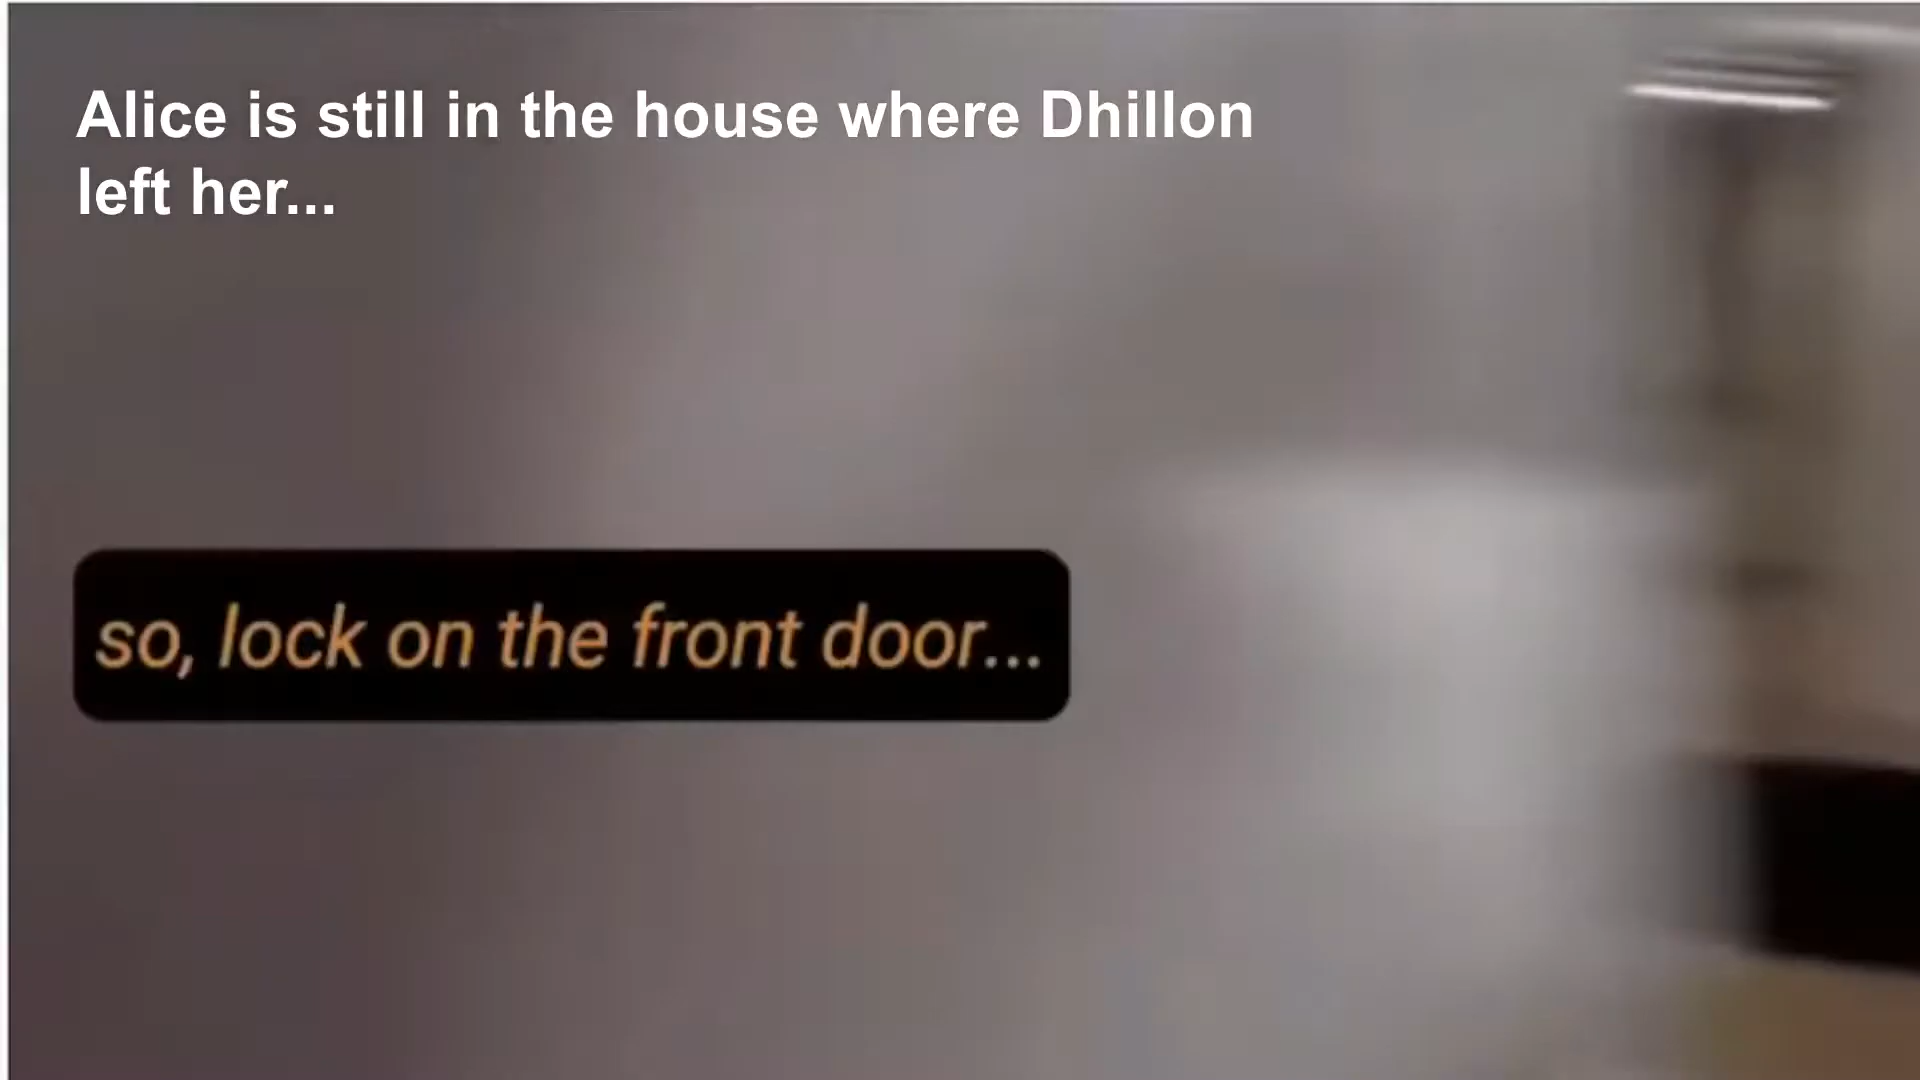 Alice is still in the house where Dhillon
left her...
so, lock on the front door...